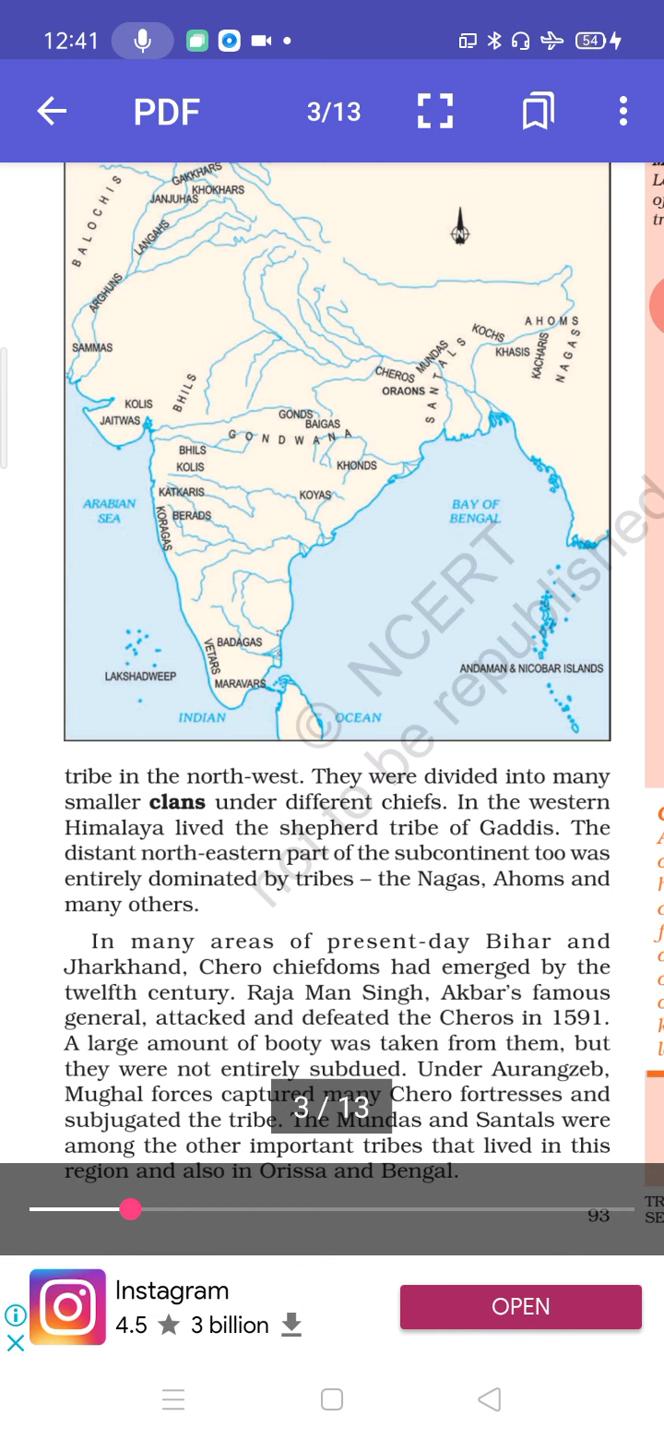 12:41
54
PDF
3/13
GAKKHARS
KHOKHARS
JANJUHAS
BALOCHIS
LANGAHS
ARGHUNS
N
SAMMAS
AHOMS
KOCHS
KHASIS
KACHARIS
NAGAS
MUNDAS
CHEROS
ORAONS
SANTALS
KOLIS
JAITWAS
BHILS
GONDS
BAIGAS
GONDWANA
BHILS
KOLIS
KHONDS
KATKARIS
KOYAS
KORAGAS
BERADS
ARABIAN
SEA
BAY OF
BENGAL
BADAGAS
VETARS
MARAVARS
LAKSHADWEEP
ANDAMAN & NICOBAR ISLANDS
INDIAN
OCEAN
© NCERT
not to be republished
tribe in the north-west. They were divided into many
smaller clans under different chiefs. In the western
Himalaya lived the shepherd tribe of Gaddis. The
distant north-eastern part of the subcontinent too was
entirely dominated by tribes – the Nagas, Ahoms and
many others.
In many areas of present-day Bihar and
Jharkhand, Chero chiefdoms had emerged by the
twelfth century. Raja Man Singh, Akbar's famous
general, attacked and defeated the Cheros in 1591.
A large amount of booty was taken from them, but
they were not entirely subdued. Under Aurangzeb,
Mughal forces captured many Chero fortresses and
subjugated the tribe. The Mundas and Santals were
among the other important tribes that lived in this
region and also in Orissa and Bengal.
3 / 13
93
TR
SE
Instagram
4.5 ★ 3 billion
OPEN